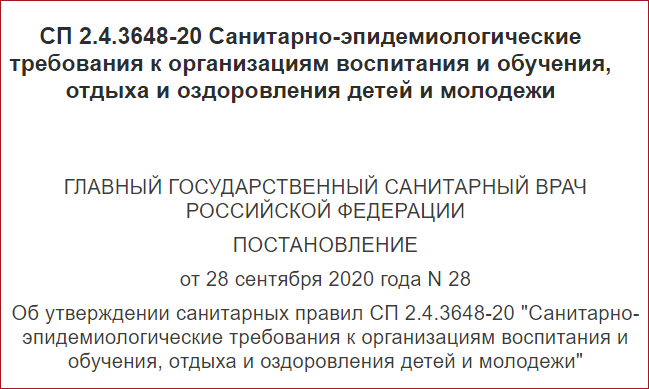 СП 2.4.3648-20 Санитарно-эпидемиологические
требования к организациям воспитания и обучения,
отдыха и оздоровления детей и молодежи
ГЛАВНЫЙ ГОСУДАРСТВЕННЫЙ САНИТАРНЫЙ ВРАЧ
РОССИЙСКОЙ ФЕДЕРАЦИИ
ПОСТАНОВЛЕНИЕ
от 28 сентября 2020 года N 28
Об утверждении санитарных правил СП 2.4.3648-20 "Санитарно-
эпидемиологические требования к организациям воспитания и
обучения, отдыха и оздоровления детей и молодежи"